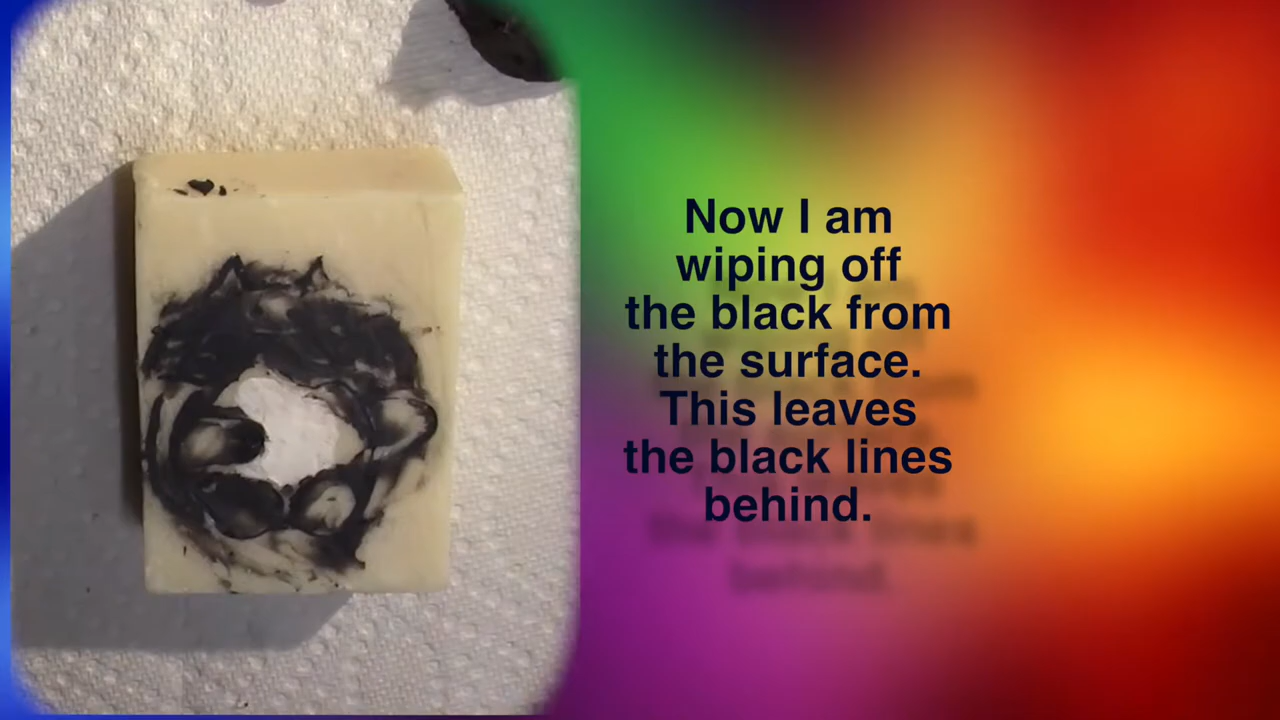 Now I am
wiping off
the black from
the surface.
This leaves
the black lines
behind.